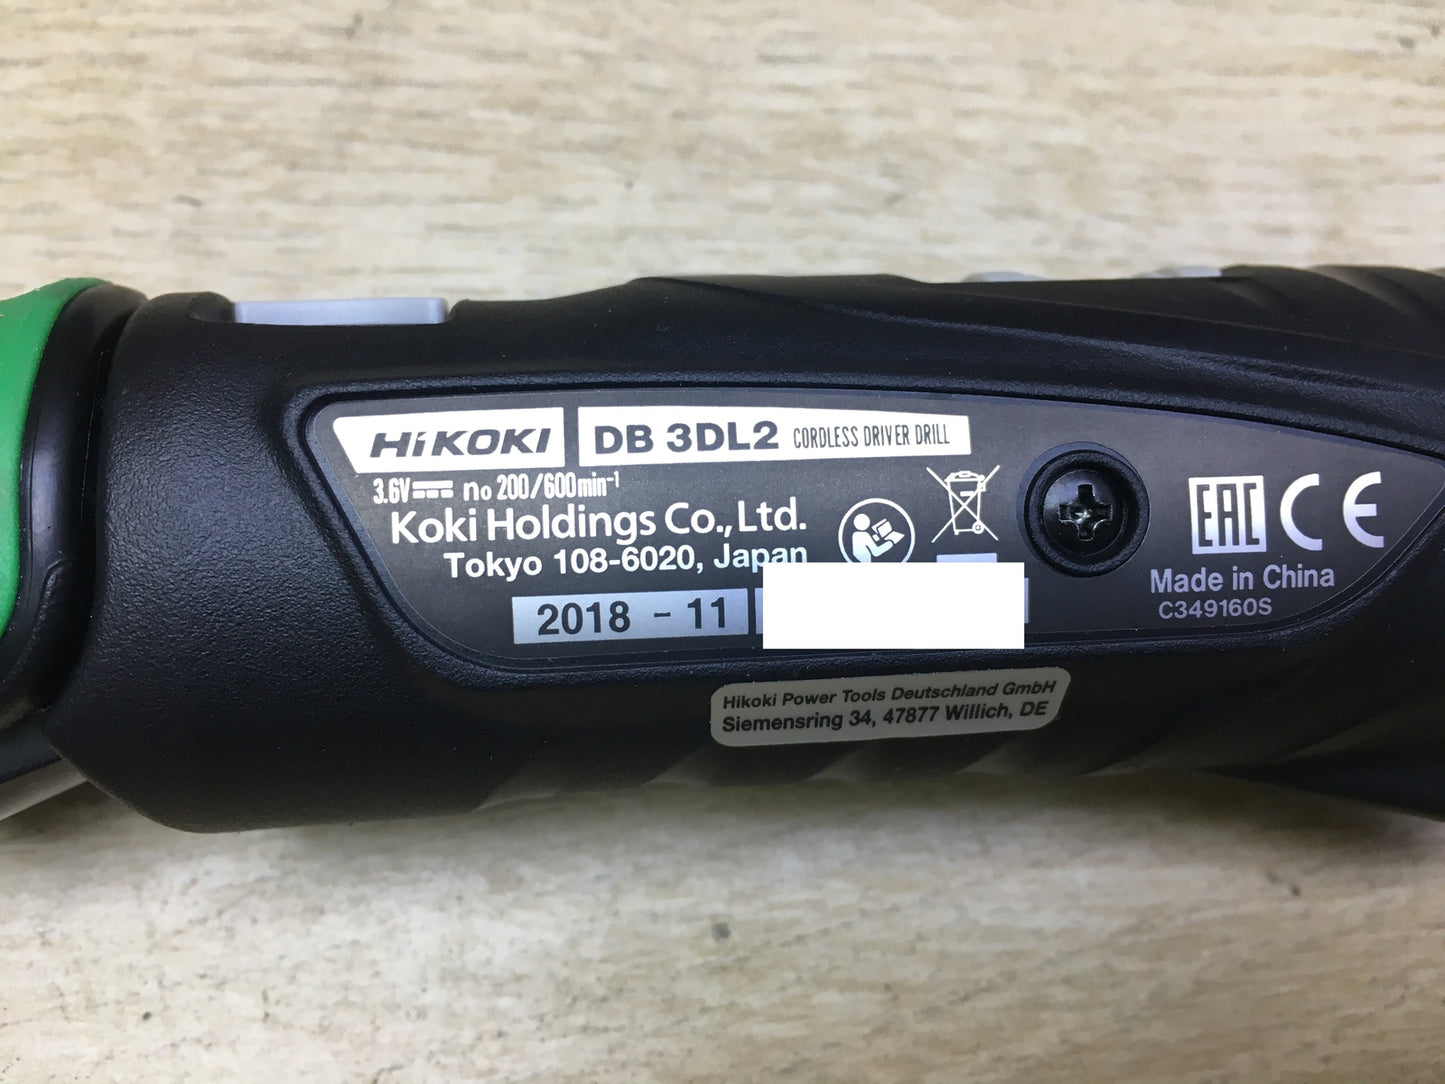 HiKOKI DB 3DL2 CORDLESS DRIVER DRILL
3.6V no 200/600min-1
Koki Holdings Co., Ltd.
Tokyo 108-6020, Japan
2018 - 11
EAC CE
Made in China
C349160S
Hikoki Power Tools Deutschland GmbH
Siemensring 34, 47877 Willich, DE